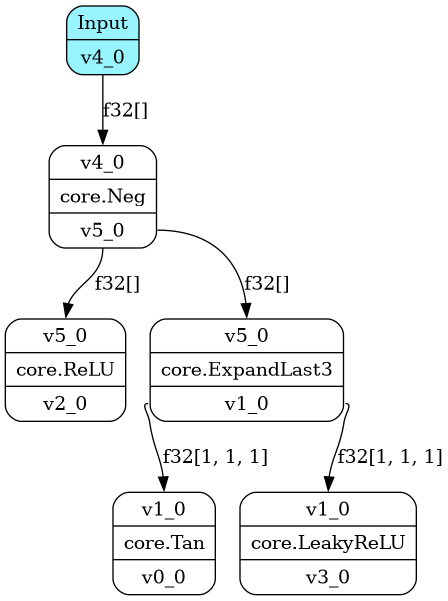 Input
v4_0
f32[]
v4_0
core.Neg
v5_0
f32[]
f32[]
v5_0
core.ReLU
v2_0
v5_0
core.ExpandLast3
v1_0
f32[1, 1, 1]
f32[1, 1, 1]
v1_0
core.Tan
v0_0
v1_0
core.LeakyReLU
v3_0